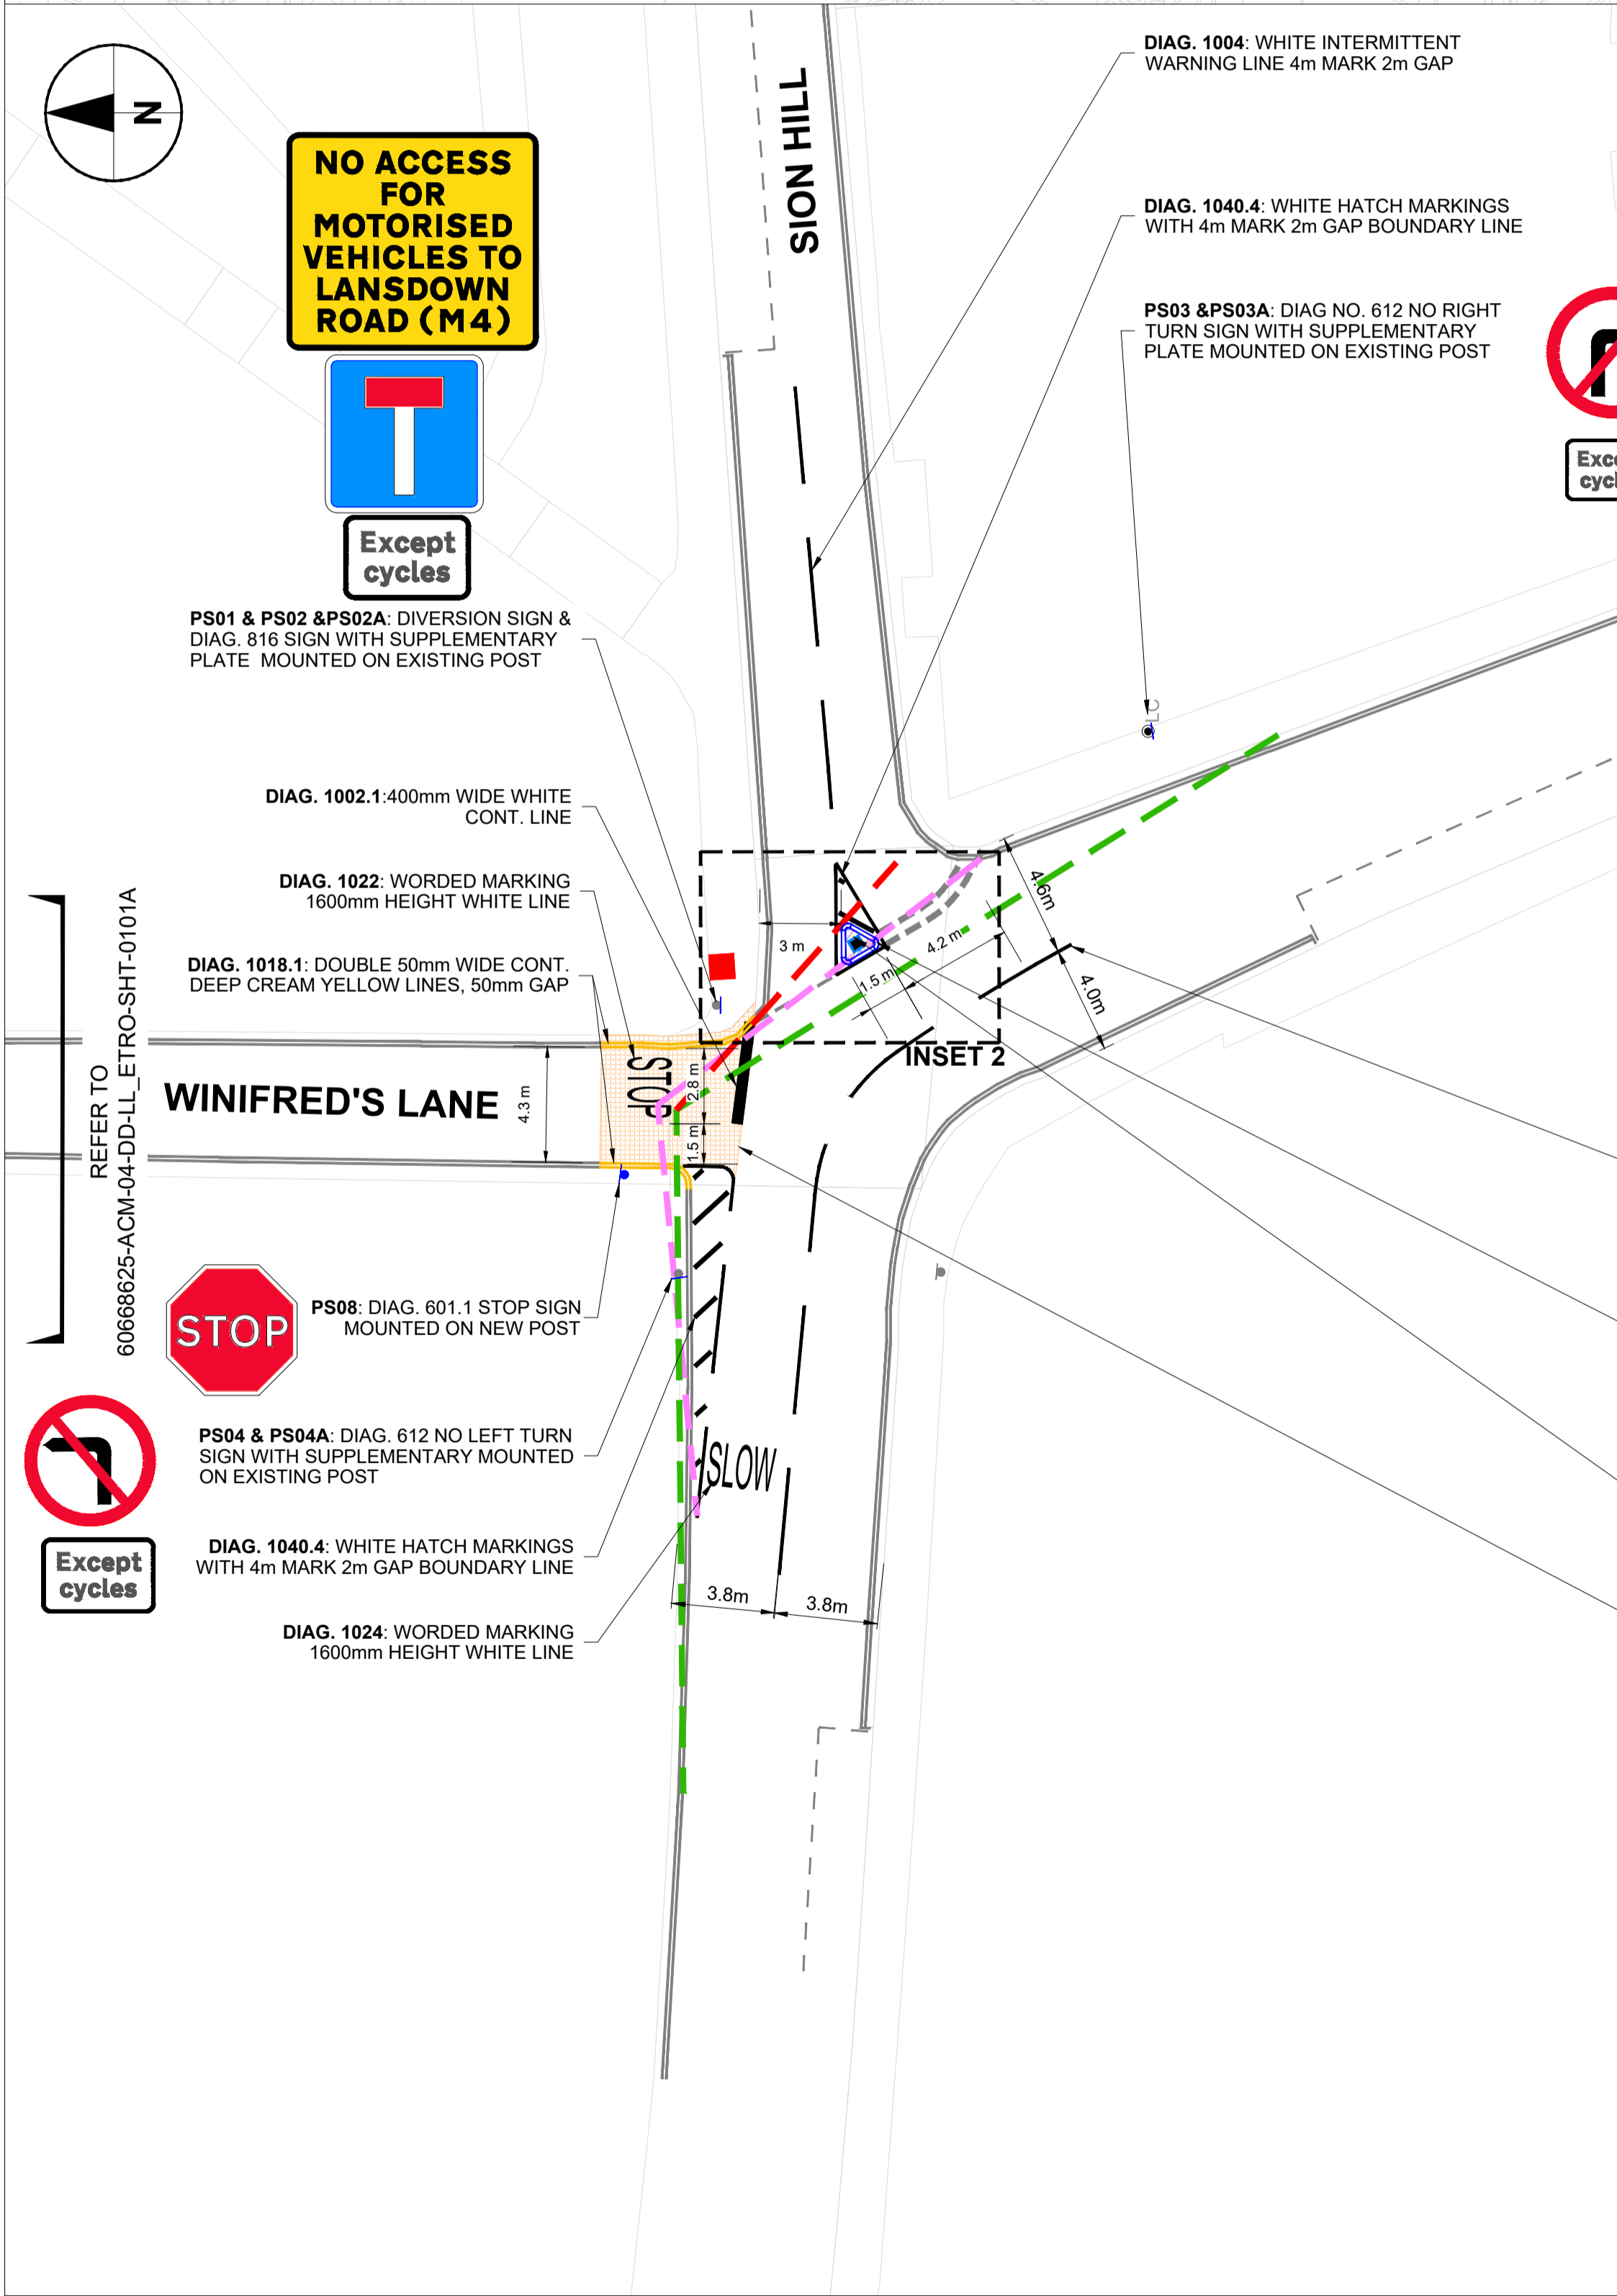 N
NO ACCESS
FOR
MOTORISED
VEHICLES TO
LANSDOWN
ROAD (M4)
Except
cycles
SION HILL
DIAG. 1004: WHITE INTERMITTENT
WARNING LINE 4m MARK 2m GAP
DIAG. 1040.4: WHITE HATCH MARKINGS
WITH 4m MARK 2m GAP BOUNDARY LINE
PS03 &PS03A: DIAG NO. 612 NO RIGHT
TURN SIGN WITH SUPPLEMENTARY
PLATE MOUNTED ON EXISTING POST
PS01 & PS02 &PS02A: DIVERSION SIGN &
DIAG. 816 SIGN WITH SUPPLEMENTARY
PLATE MOUNTED ON EXISTING POST
LC
DIAG. 1002.1:400mm WIDE WHITE
CONT. LINE
DIAG. 1022: WORDED MARKING
1600mm HEIGHT WHITE LINE
DIAG. 1018.1: DOUBLE 50mm WIDE CONT.
DEEP CREAM YELLOW LINES, 50mm GAP
3 m
4.2 m
1.5 m
4.6m
4.0m
INSET 2
REFER TO
60668625-ACM-04-DD-LL_ETRO-SHT-0101A
WINIFRED'S LANE
4.3 m
STOP
2.8 m
1.5 m
STOP
PS08: DIAG. 601.1 STOP SIGN
MOUNTED ON NEW POST
PS04 & PS04A: DIAG. 612 NO LEFT TURN
SIGN WITH SUPPLEMENTARY MOUNTED
ON EXISTING POST
SLOW
Except
cycles
DIAG. 1040.4: WHITE HATCH MARKINGS
WITH 4m MARK 2m GAP BOUNDARY LINE
3.8m
3.8m
DIAG. 1024: WORDED MARKING
1600mm HEIGHT WHITE LINE